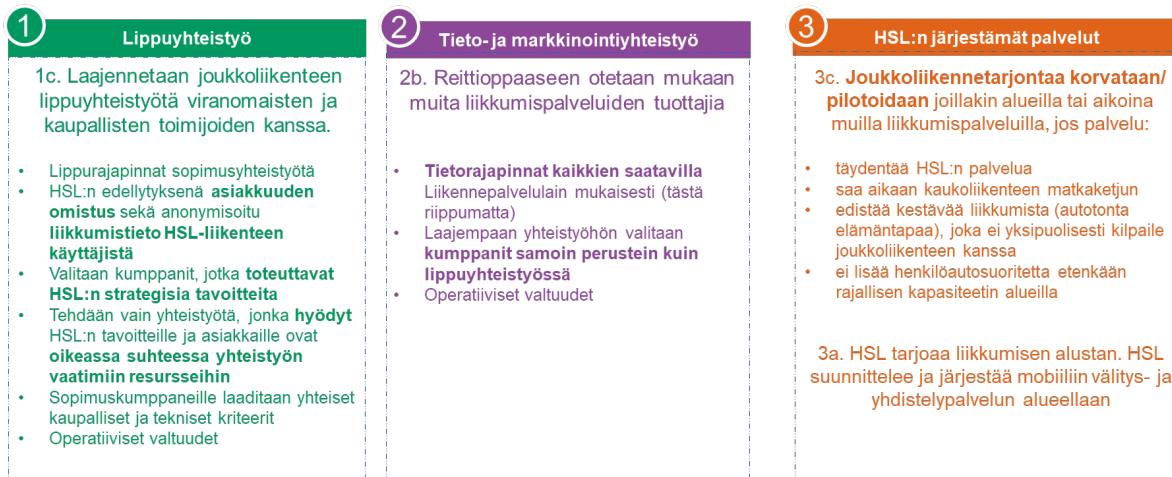 1
Lippuyhteistyö
1c. Laajennetaan joukkoliikenteen
lippuyhteistyötä viranomaisten ja
kaupallisten toimijoiden kanssa.
• Lippurajapinnat sopimusyhteistyötä
• HSL:n edellytyksenä asiakkuuden
omistus sekä anonymisoitu
liikkumistieto HSL-liikenteen
käyttäjistä
• Valitaan kumppanit, jotka toteuttavat
HSL:n strategisia tavoitteita
• Tehdään vain yhteistyötä, jonka hyödyt
HSL:n tavoitteille ja asiakkaille ovat
oikeassa suhteessa yhteistyön
vaatimiin resursseihin
• Sopimuskumppaneille laaditaan yhteiset
kaupalliset ja tekniset kriteerit
• Operatiiviset valtuudet
2
Tieto- ja markkinointiyhteistyö
2b. Reittioppaaseen otetaan mukaan
muita liikkumispalveluiden tuottajia
• Tietorajapinnat kaikkien saatavilla
Liikennepalvelulain mukaisesti (tästä
riippumatta)
• Laajempaan yhteistyöhön valitaan
kumppanit samoin perustein kuin
lippuyhteistyössä
• Operatiiviset valtuudet
3
HSL:n järjestämät palvelut
3c. Joukkoliikennetarjontaa korvataan/
pilotoidaan joillakin alueilla tai aikoina
muilla liikkumispalveluilla, jos palvelu:
• täydentää HSL:n palvelua
• saa aikaan kaukoliikenteen matkaketjun
• edistää kestävää liikkumista (autotonta
elämäntapaa), joka ei yksipuolisesti kilpaile
joukkoliikenteen kanssa
• ei lisää henkilöautosuoritetta etenkään
rajallisen kapasiteetin alueilla
3a. HSL tarjoaa liikkumisen alustan. HSL
suunnittelee ja järjestää mobiiliin välitys- ja
yhdistelypalvelun alueellaan